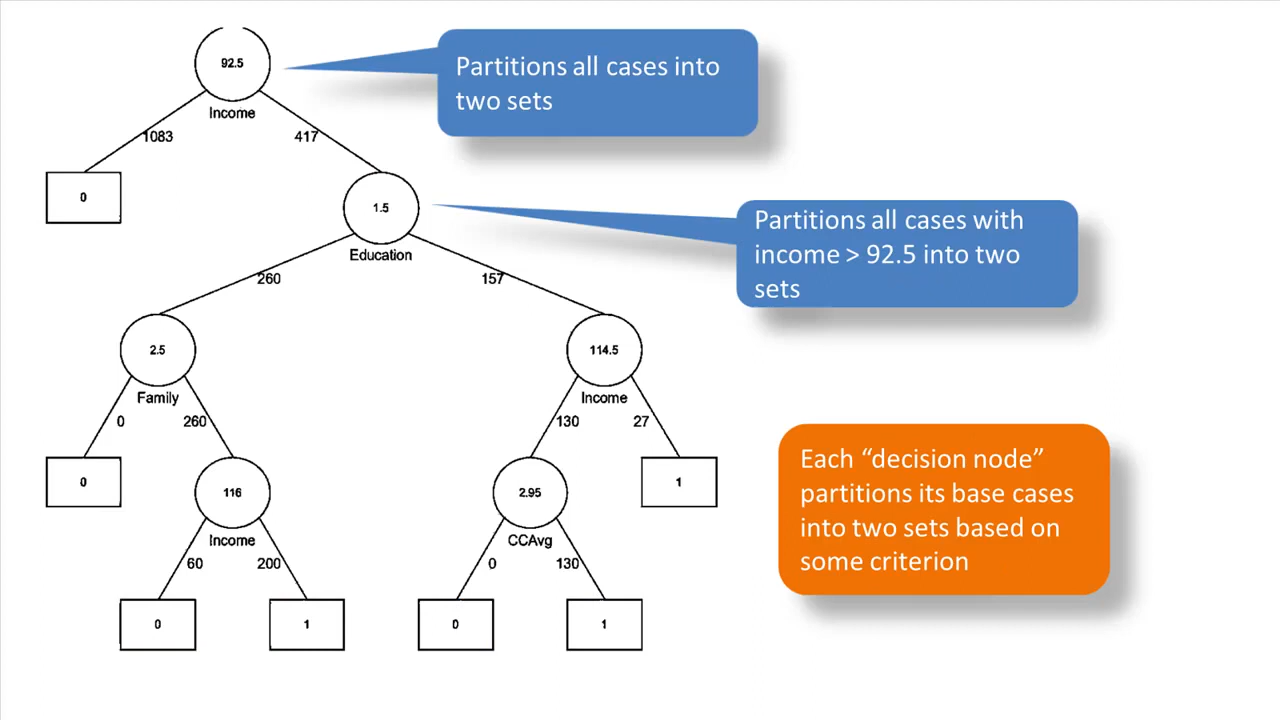 92.5
Partitions all cases into
two sets
Income
1083
417
0
1.5
Partitions all cases with
income > 92.5 into two
sets
Education
260
157
2.5
114.5
Family
Income
0
260
130
27
Each “decision node”
partitions its base cases
into two sets based on
some criterion
0
116
2.95
1
Income
CCAvg
60
200
0
130
0
1
0
1